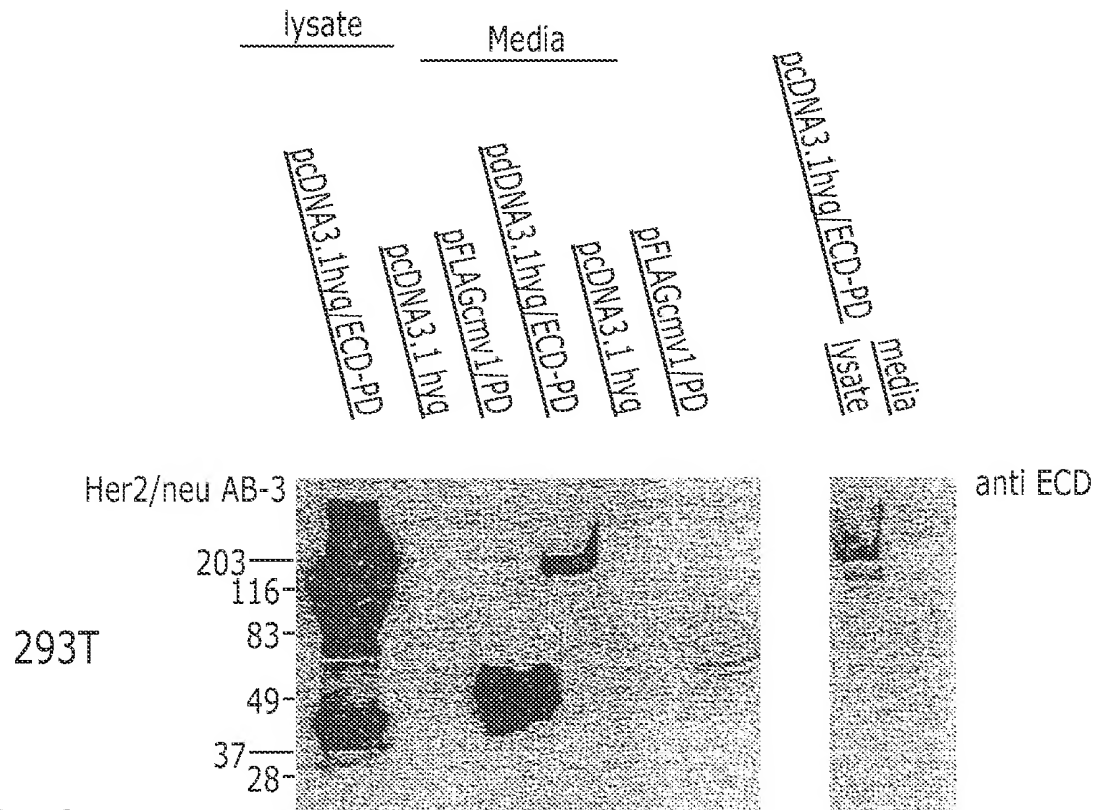 lysate
Media
pcDNA3.1hyg/ECD-PD
pcDNA3.1 hyg
pFLAGcmv1/PD
pdDNA3.1hyg/ECD-PD
pcDNA3.1 hyg
pFLAGcmv1/PD
pcDNA3.1hyg/ECD-PD
lysate
media
Her2/neu AB-3
anti ECD
203
116
83
293T
49
37
28